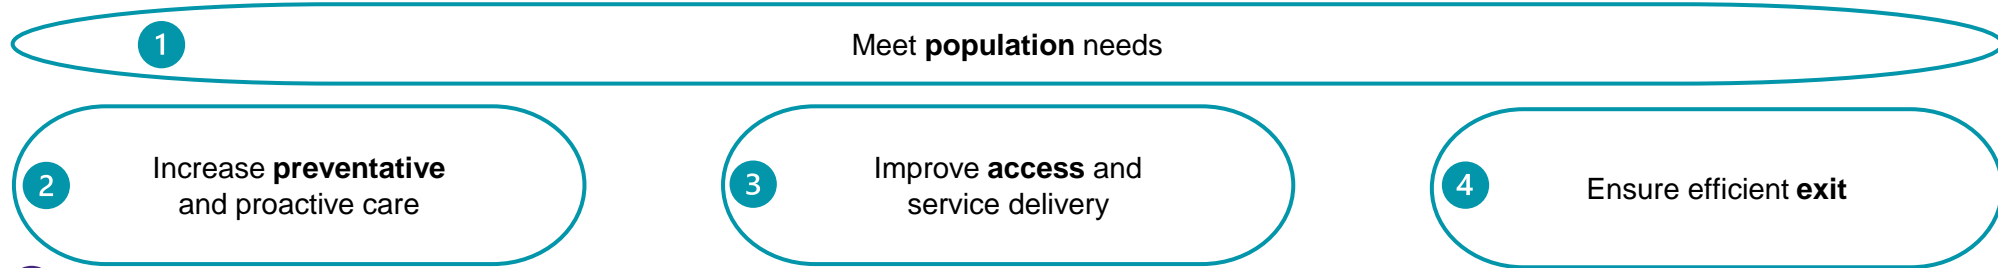 1 Meet population needs
2 Increase preventative
and proactive care
3 Improve access and
service delivery
4 Ensure efficient exit